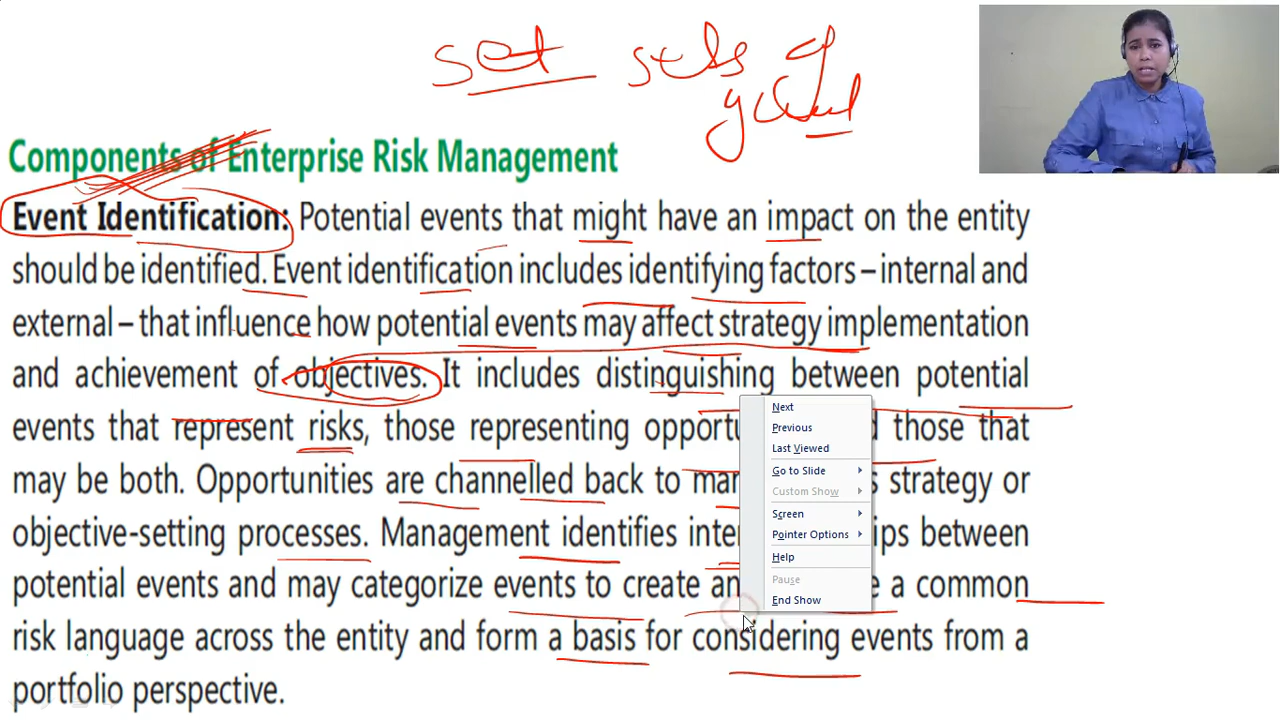 set sets of
goal
Components of Enterprise Risk Management
Event Identification: Potential events that might have an impact on the entity
should be identified. Event identification includes identifying factors – internal and
external – that influence how potential events may affect strategy implementation
and achievement of objectives. It includes distinguishing between potential
events that represent risks, those representing opportu d those that
may be both. Opportunities are channelled back to man s strategy or
objective-setting processes. Management identifies inter ips between
potential events and may categorize events to create an e a common
risk language across the entity and form a basis for considering events from a
portfolio perspective.
Next
Previous
Last Viewed
Go to Slide
Custom Show
Screen
Pointer Options
Help
Pause
End Show